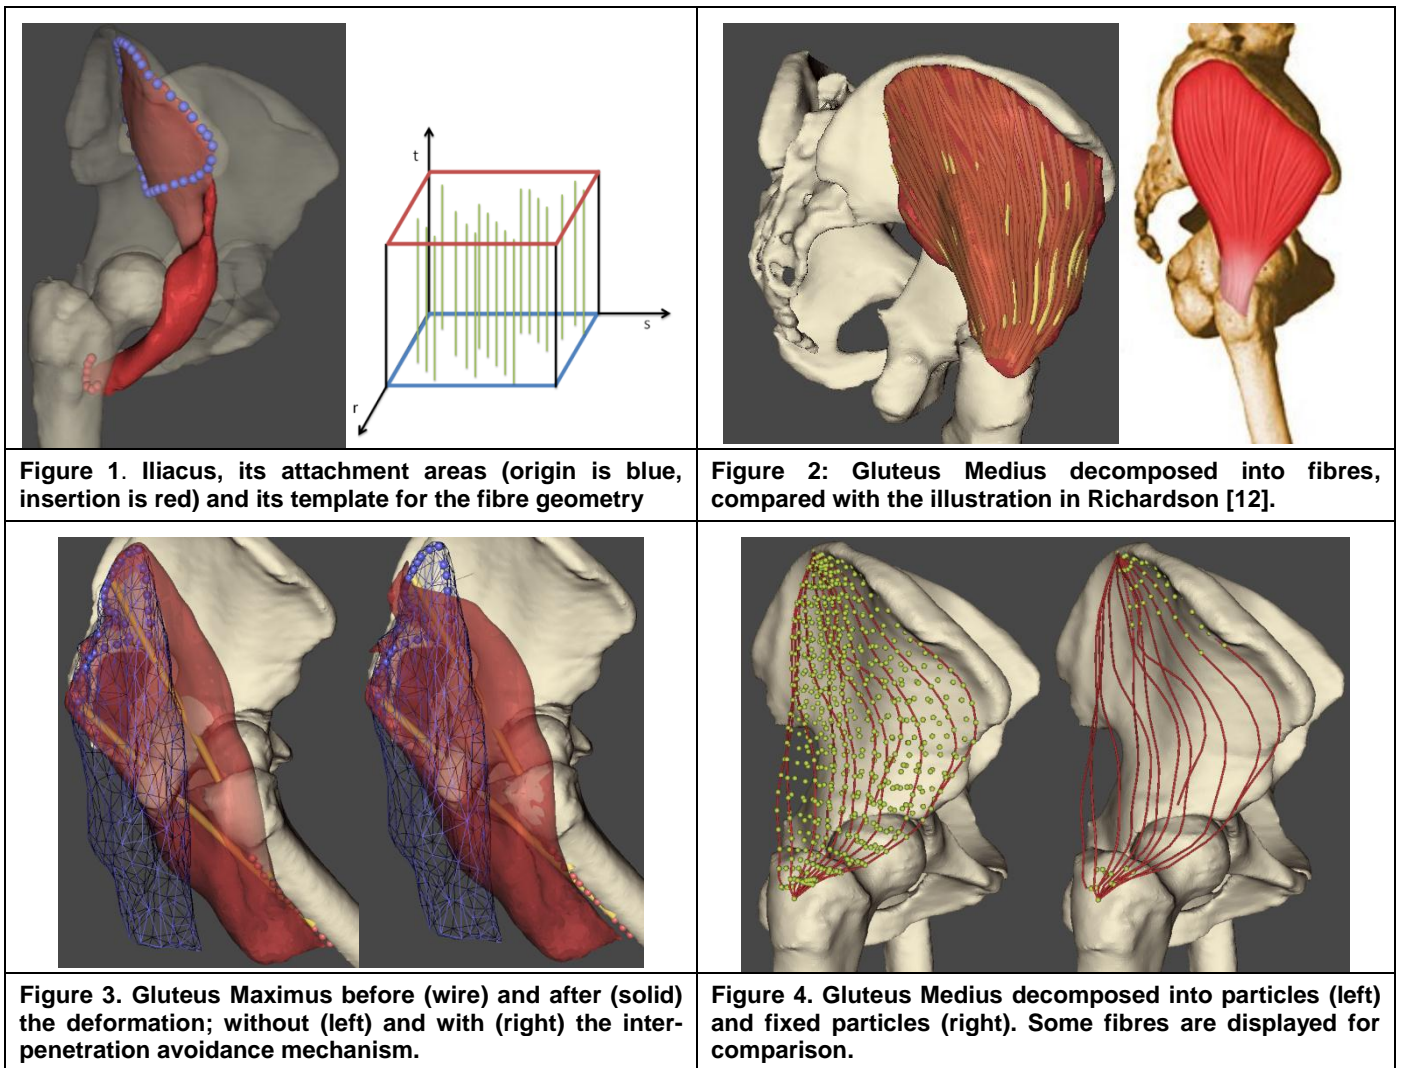 t
s
r
Figure 1. Iliacus, its attachment areas (origin is blue,
insertion is red) and its template for the fibre geometry
Figure 2: Gluteus Medius decomposed into fibres,
compared with the illustration in Richardson [12].
Figure 3. Gluteus Maximus before (wire) and after (solid)
the deformation; without (left) and with (right) the inter-
penetration avoidance mechanism.
Figure 4. Gluteus Medius decomposed into particles (left)
and fixed particles (right). Some fibres are displayed for
comparison.